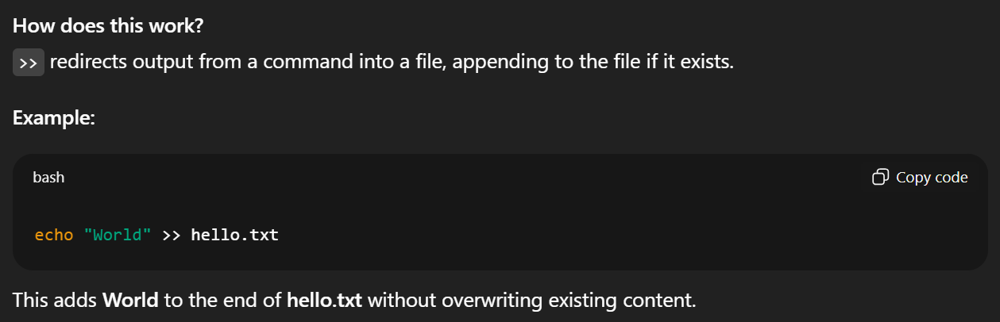 How does this work?
>> redirects output from a command into a file, appending to the file if it exists.
Example:
bash
Copy code
echo "World" >> hello.txt
This adds World to the end of hello.txt without overwriting existing content.